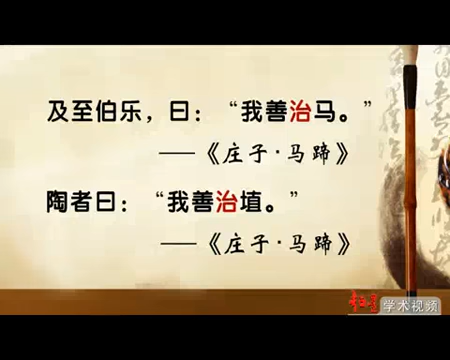 及至伯乐，曰：“我善治马。”
——《庄子·马蹄》
陶者曰：“我善治埴。”
——《庄子·马蹄》
学术视频